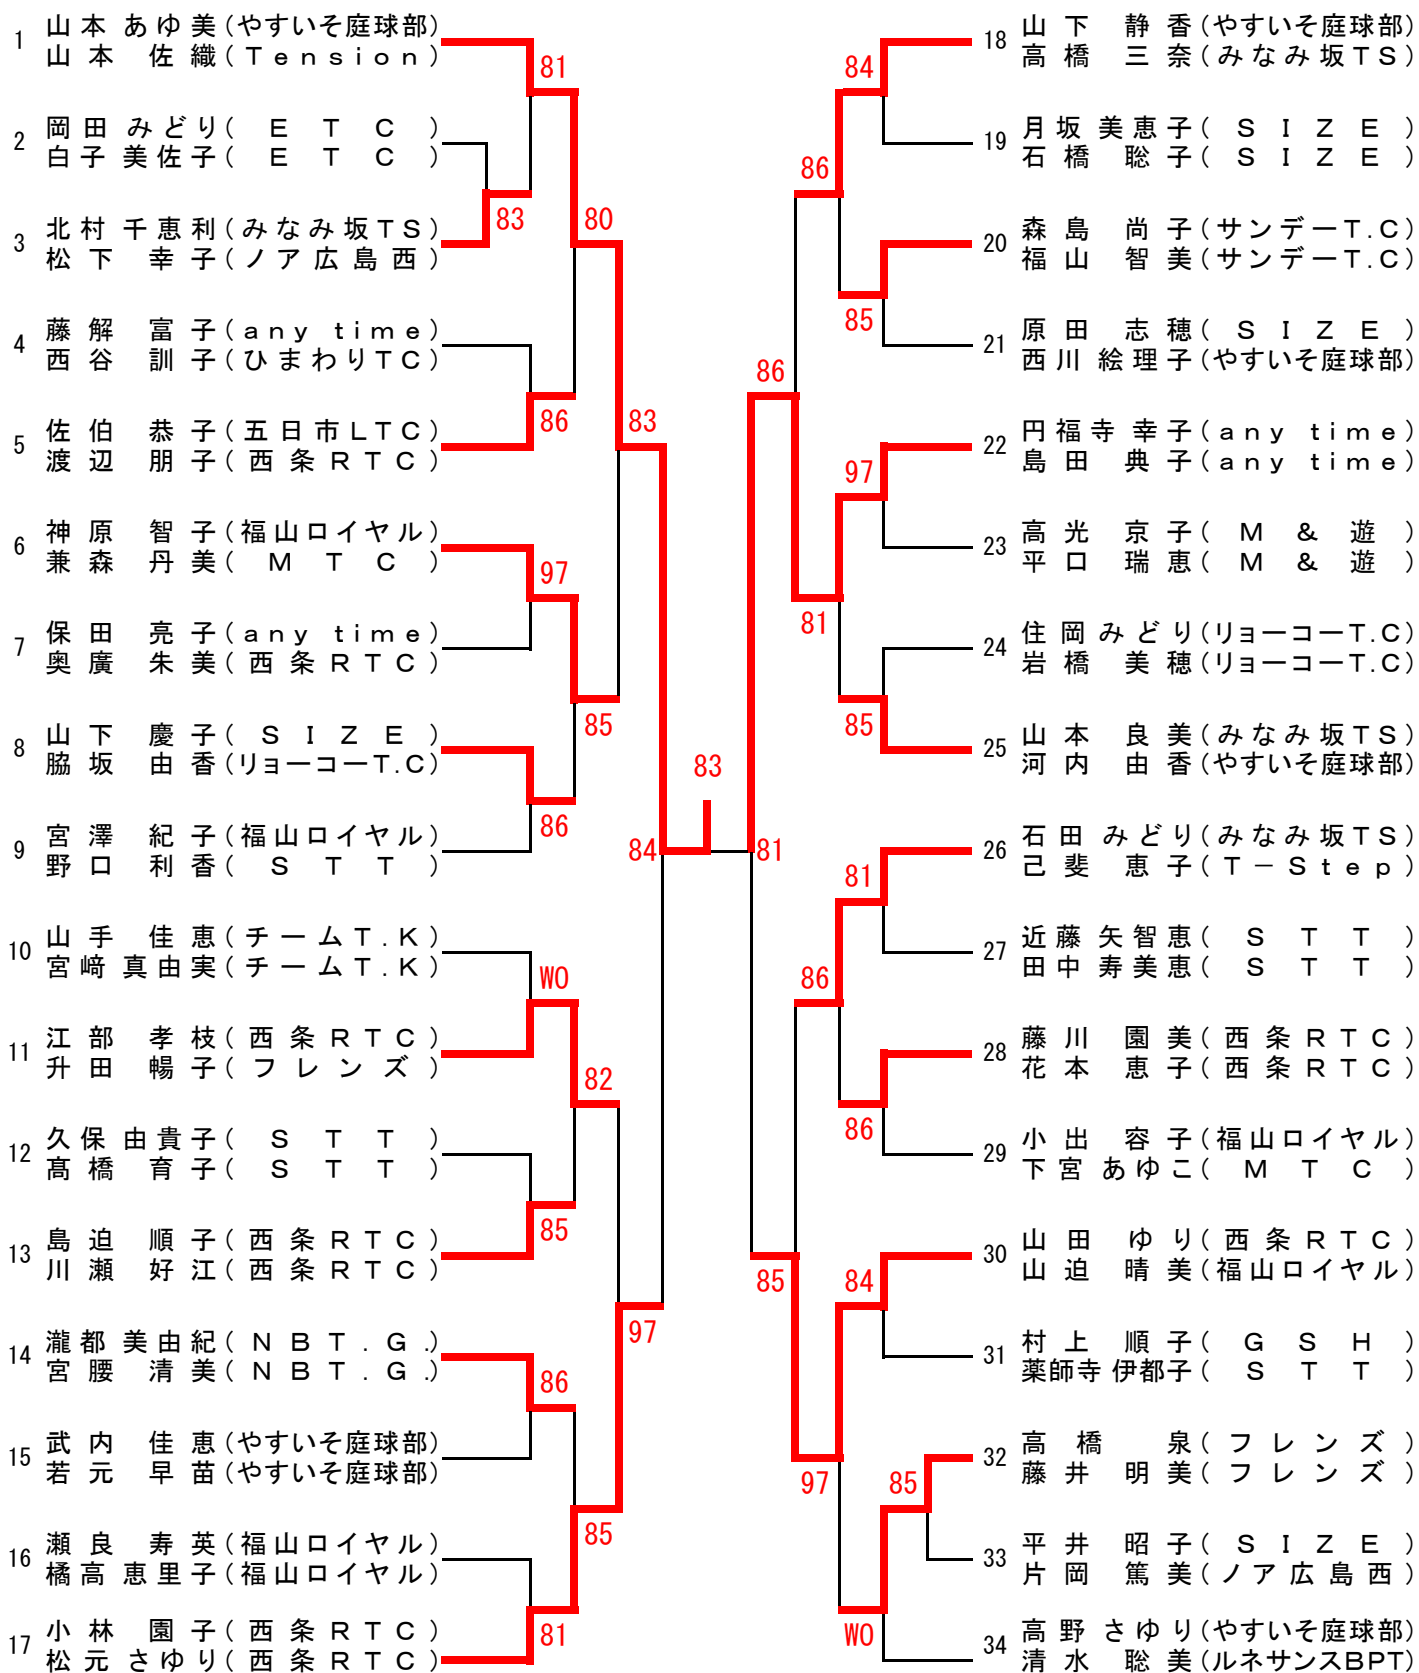 1 山本 あゆ美(やすいそ庭球部)
山本 佐織(Tension)
2 岡田 みどり(ETC)
白子 美佐子(ETC)
3 北村 千恵利(みなみ坂TS)
松下 幸子(ノア広島西)
4 藤解 富子(any time)
西谷 訓子(ひまわりTC)
5 佐伯 恭子(五日市LTC)
渡辺 朋子(西条RTC)
6 神原 智子(福山ロイヤル)
兼森 丹美(MTC)
7 保田 亮子(any time)
奥廣 朱美(西条RTC)
8 山下 慶子(SIZE)
脇坂 由香(リョーコーT.C)
9 宮澤 紀子(福山ロイヤル)
野口 利香(STT)
10 山手 佳恵(チームT.K)
宮﨑 真由実(チームT.K)
11 江部 孝枝(西条RTC)
升田 暢子(フレンズ)
12 久保 由貴子(STT)
髙橋 育子(STT)
13 島迫 順子(西条RTC)
川瀬 好江(西条RTC)
14 瀧都 美由紀(NBT.G.)
宮腰 清美(NBT.G.)
15 武内 佳恵(やすいそ庭球部)
若元 早苗(やすいそ庭球部)
16 瀬良 寿英(福山ロイヤル)
橘高 恵里子(福山ロイヤル)
17 小林 園子(西条RTC)
松元 さゆり(西条RTC)
81
83
80
86
83
97
85
86
84
WO
82
85
97
86
85
81
83
18 山下 静香(やすいそ庭球部)
高橋 三奈(みなみ坂TS)
19 月坂 美恵子(SIZE)
石橋 聡子(SIZE)
20 森島 尚子(サンデーT.C)
福山 智美(サンデーT.C)
21 原田 志穂(SIZE)
西川 絵理子(やすいそ庭球部)
22 円福寺 幸子(any time)
島田 典子(any time)
23 高光 京子(M&遊)
平口 瑞恵(M&遊)
24 住岡 みどり(リョーコーT.C)
岩橋 美穂(リョーコーT.C)
25 山本 良美(みなみ坂TS)
河内 由香(やすいそ庭球部)
26 石田 みどり(みなみ坂TS)
己斐 恵子(T-Step)
27 近藤 矢智恵(STT)
田中 寿美恵(STT)
28 藤川 園美(西条RTC)
花本 恵子(西条RTC)
29 小出 容子(福山ロイヤル)
下宮 あゆこ(MTC)
30 山田 ゆり(西条RTC)
山迫 晴美(福山ロイヤル)
31 村上 順子(GSH)
薬師寺 伊都子(STT)
32 高橋 泉(フレンズ)
藤井 明美(フレンズ)
33 平井 昭子(SIZE)
片岡 篤美(ノア広島西)
34 高野 さゆり(やすいそ庭球部)
清水 聡美(ルネサンスBPT)
84
86
85
86
97
81
85
81
81
86
86
85
84
97
85
WO